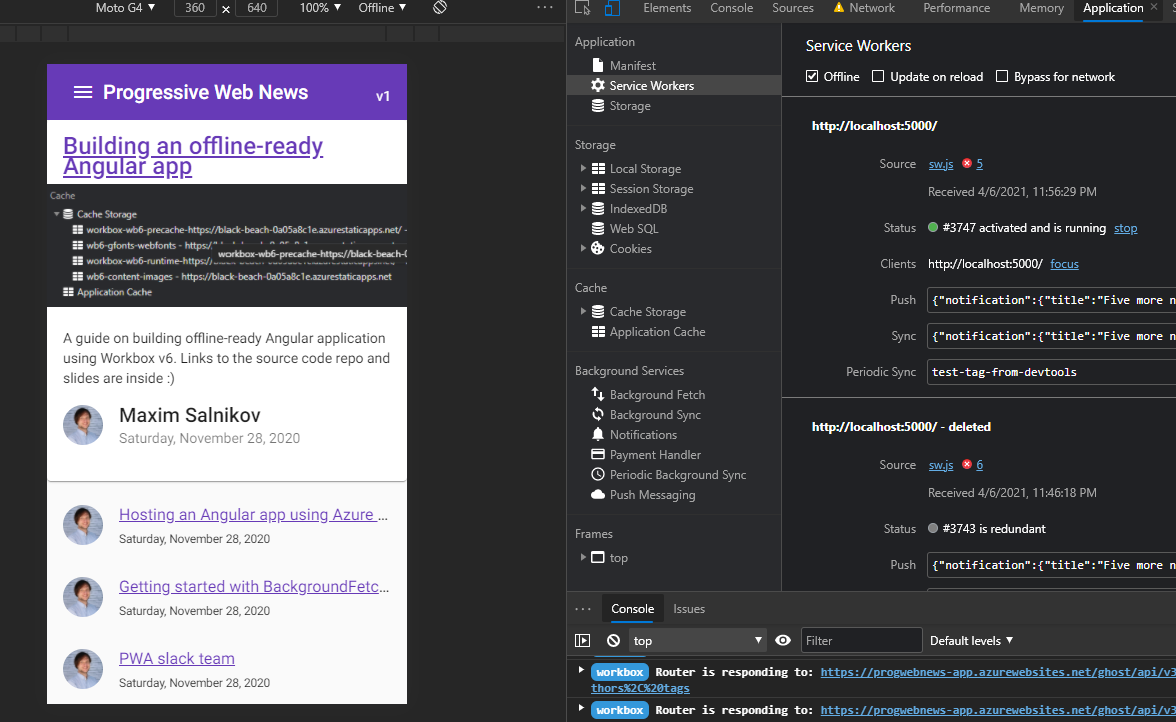 Moto G4 ▼ 360 x 640 100% ▼ Offline ▼
Progressive Web News v1
Building an offline-ready
Angular app
Cache
Cache Storage
workbox-wb6-precache-https://black-beach-0a05a8c1e.azurestaticapps.net/ -
wb6-gfonts-webfonts - https://black-beach-0a05a8c1e.azurestaticapps.net
workbox-wb6-precache-https://black-beach-0
workbox-wb6-runtime-https://black-beach-0a05a8c1e.azurestaticapps.net/
wb6-content-images - https://black-beach-0a05a8c1e.azurestaticapps.net
Application Cache
A guide on building offline-ready Angular application
using Workbox v6. Links to the source code repo and
slides are inside :)
Maxim Salnikov
Saturday, November 28, 2020
Hosting an Angular app using Azure ...
Saturday, November 28, 2020
Getting started with BackgroundFetc...
Saturday, November 28, 2020
PWA slack team
Saturday, November 28, 2020
Elements Console Sources Network Performance Memory Application
Application
Manifest
Service Workers
Storage
Storage
Local Storage
Session Storage
IndexedDB
Web SQL
Cookies
Cache
Cache Storage
Application Cache
Background Services
Background Fetch
Background Sync
Notifications
Payment Handler
Periodic Background Sync
Push Messaging
Frames
top
Service Workers
Offline Update on reload Bypass for network
http://localhost:5000/
Source sw.js 5
Received 4/6/2021, 11:56:29 PM
Status #3747 activated and is running stop
Clients http://localhost:5000/ focus
Push {"notification":{"title":"Five more n
Sync {"notification":{"title":"Five more n
Periodic Sync test-tag-from-devtools
http://localhost:5000/ - deleted
Source sw.js 6
Received 4/6/2021, 11:46:18 PM
Status #3743 is redundant
Push {"notification":{"title":"Five more n
Console Issues
top ▼ Filter Default levels ▼
workbox Router is responding to: https://progwebnews-app.azurewebsites.net/ghost/api/v3
thors%2C%20tags
workbox Router is responding to: https://progwebnews-app.azurewebsites.net/ghost/api/v3